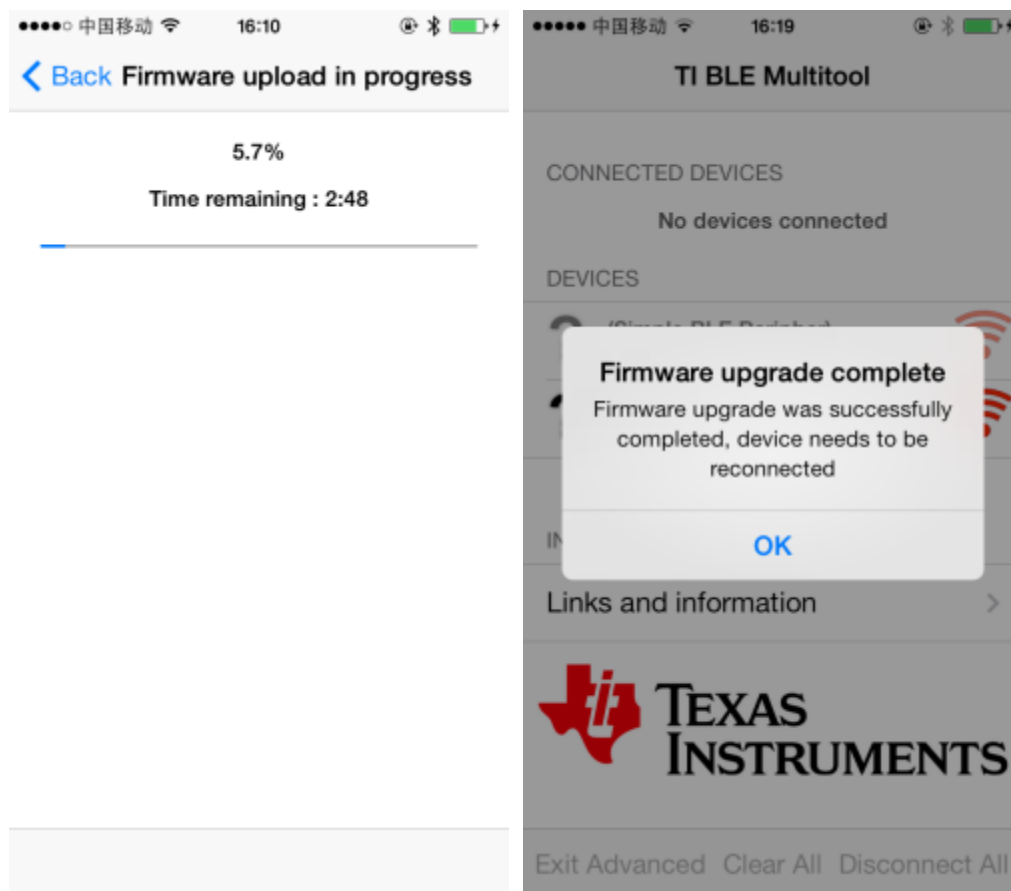 中国移动 16:10
Back Firmware upload in progress
5.7%
Time remaining : 2:48
中国移动 16:19
TI BLE Multitool
CONNECTED DEVICES
No devices connected
DEVICES
Firmware upgrade complete
Firmware upgrade was successfully
completed, device needs to be
reconnected
OK
Links and information
TEXAS
INSTRUMENTS
Exit Advanced Clear All Disconnect All